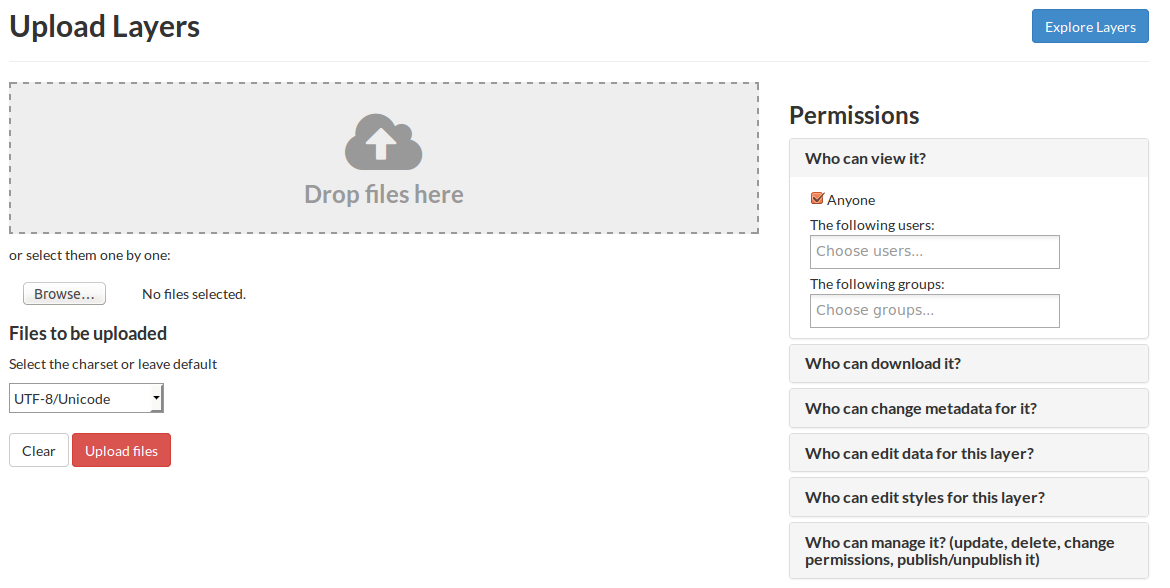 Upload Layers
Explore Layers
Drop files here
or select them one by one:
Browse...
No files selected.
Files to be uploaded
Select the charset or leave default
UTF-8/Unicode
Clear
Upload files
Permissions
Who can view it?
Anyone
The following users:
Choose users...
The following groups:
Choose groups...
Who can download it?
Who can change metadata for it?
Who can edit data for this layer?
Who can edit styles for this layer?
Who can manage it? (update, delete, change
permissions, publish/unpublish it)